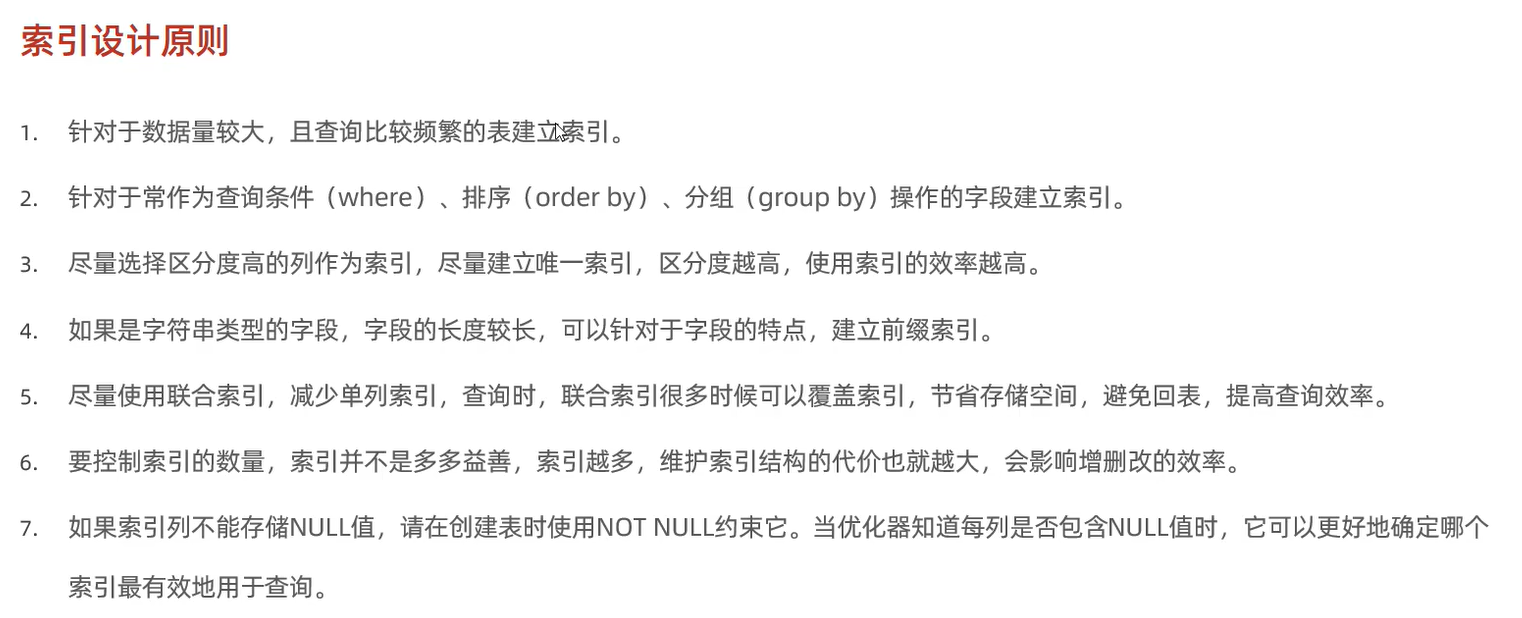 索引设计原则
1. 针对于数据量较大，且查询比较频繁的表建立索引。
2. 针对于常作为查询条件（where）、排序（order by）、分组（group by）操作的字段建立索引。
3. 尽量选择区分度高的列作为索引，尽量建立唯一索引，区分度越高，使用索引的效率越高。
4. 如果是字符串类型的字段，字段的长度较长，可以针对于字段的特点，建立前缀索引。
5. 尽量使用联合索引，减少单列索引，查询时，联合索引很多时候可以覆盖索引，节省存储空间，避免回表，提高查询效率。
6. 要控制索引的数量，索引并不是多多益善，索引越多，维护索引结构的代价也就越大，会影响增删改的效率。
7. 如果索引列不能存储NULL值，请在创建表时使用NOT NULL约束它。当优化器知道每列是否包含NULL值时，它可以更好地确定哪个
索引最有效地用于查询。